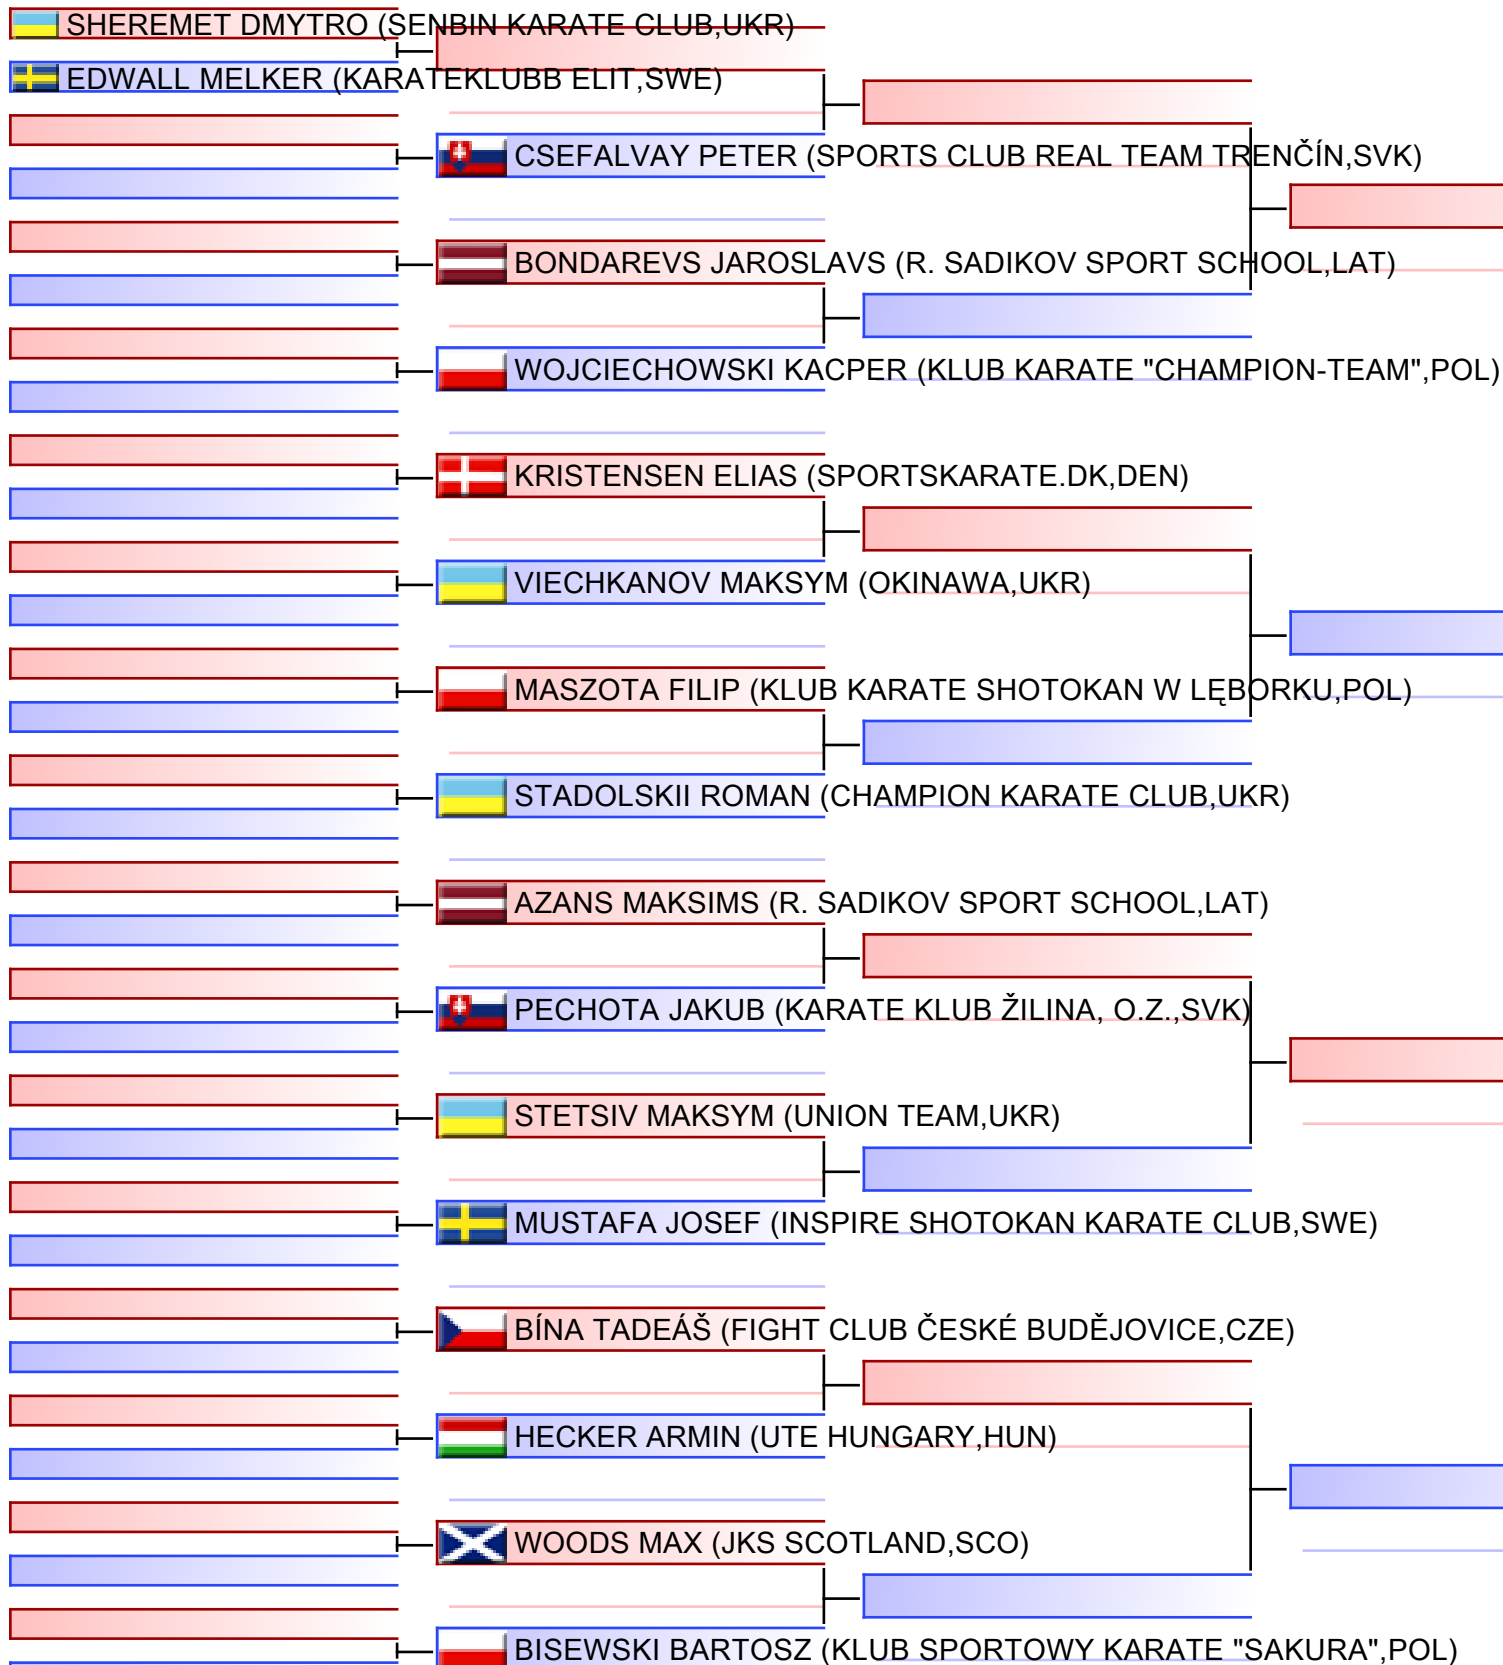 SHEREMET DMYTRO (SENBIN KARATE CLUB,UKR)
EDWALL MELKER (KARATEKLUBB ELIT,SWE)
CSEFALVAY PETER (SPORTS CLUB REAL TEAM TRENČÍN,SVK)
BONDAREVS JAROSLAVS (R. SADIKOV SPORT SCHOOL,LAT)
WOJCIECHOWSKI KACPER (KLUB KARATE "CHAMPION-TEAM",POL)
KRISTENSEN ELIAS (SPORTSKARATE.DK,DEN)
VIECHKANOV MAKSYM (OKINAWA,UKR)
MASZOTA FILIP (KLUB KARATE SHOTOKAN W LĘBORKU,POL)
STADOLSKII ROMAN (CHAMPION KARATE CLUB,UKR)
AZANS MAKSIMS (R. SADIKOV SPORT SCHOOL,LAT)
PECHOTA JAKUB (KARATE KLUB ŽILINA, O.Z.,SVK)
STETSIV MAKSYM (UNION TEAM,UKR)
MUSTAFA JOSEF (INSPIRE SHOTOKAN KARATE CLUB,SWE)
BÍNA TADEÁŠ (FIGHT CLUB ČESKÉ BUDĚJOVICE,CZE)
HECKER ARMIN (UTE HUNGARY,HUN)
WOODS MAX (JKS SCOTLAND,SCO)
BISEWSKI BARTOSZ (KLUB SPORTOWY KARATE "SAKURA",POL)